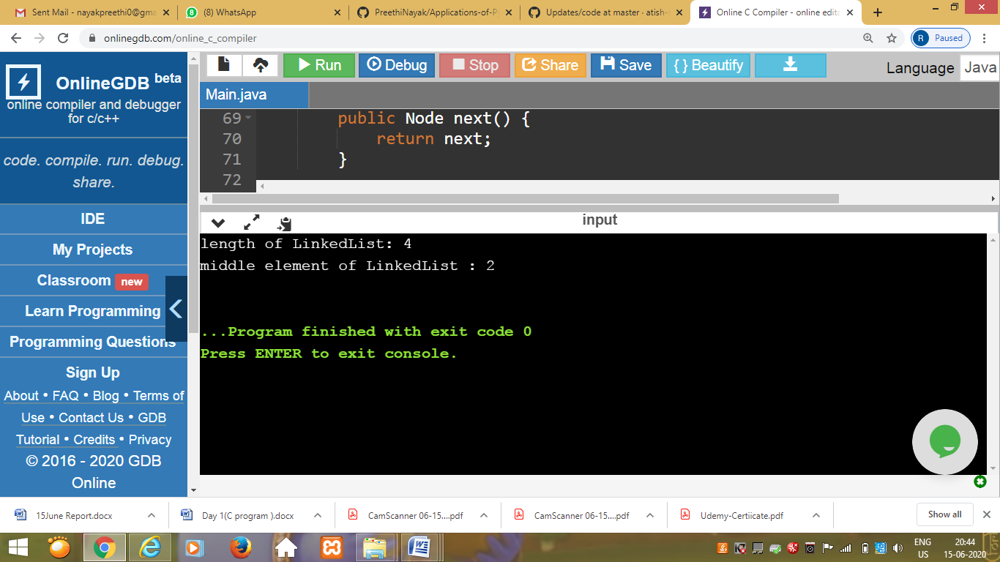 Sent Mail - nayakpreethi0@gma
(8) WhatsApp
PreethiNayak/Applications-of-Py
Updates/code at master · atish-
Online C Compiler - online edito
onlinegdb.com/online_c_compiler
R Paused
OnlineGDB beta
online compiler and debugger
for c/c++
code. compile. run. debug.
share.
IDE
My Projects
Classroom new
Learn Programming
Programming Questions
Sign Up
About • FAQ • Blog • Terms of
Use • Contact Us • GDB
Tutorial • Credits • Privacy
© 2016 - 2020 GDB
Online
Run Debug Stop Share Save { } Beautify
Language Java
Main.java
69 public Node next() {
70 return next;
71 }
72
input
length of LinkedList: 4
middle element of LinkedList : 2
...Program finished with exit code 0
Press ENTER to exit console.
15June Report.docx
Day 1(C program ).docx
CamScanner 06-15....pdf
CamScanner 06-15....pdf
Udemy-Certiicate.pdf
Show all
ENG
US
20:44
15-06-2020